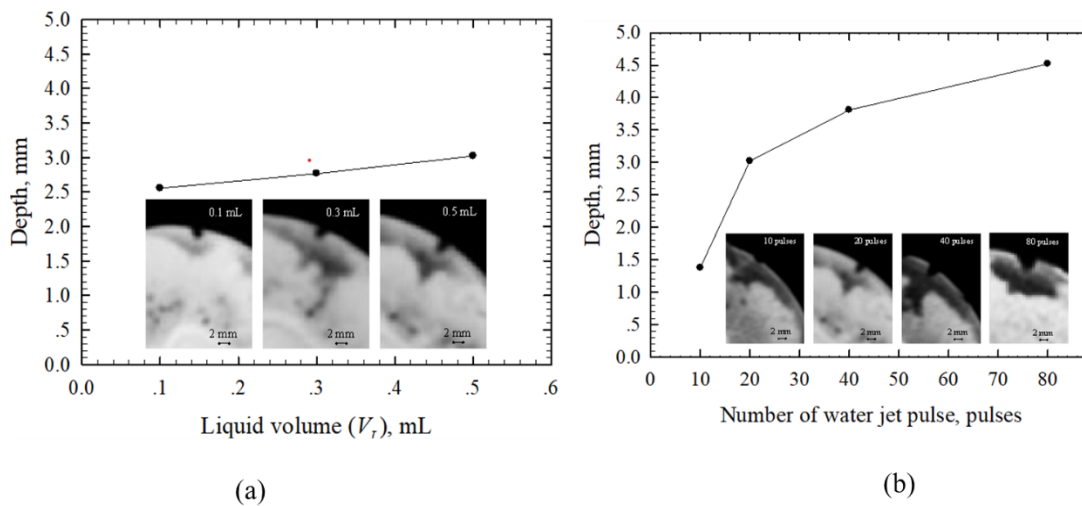 5.0
4.5
4.0
3.5
3.0
2.5
2.0
1.5
1.0
.5
0.0
Depth, mm
0.1 mL
0.3 mL
0.5 mL
2 mm
2 mm
2 mm
0.0 .1 .2 .3 .4 .5 .6
Liquid volume (Vr), mL
(a)
5.0
4.5
4.0
3.5
3.0
2.5
2.0
1.5
1.0
.5
0.0
Depth, mm
10 pulses
20 pulses
40 pulses
80 pulses
2 mm
2 mm
2 mm
2 mm
0 10 20 30 40 50 60 70 80
Number of water jet pulse, pulses
(b)